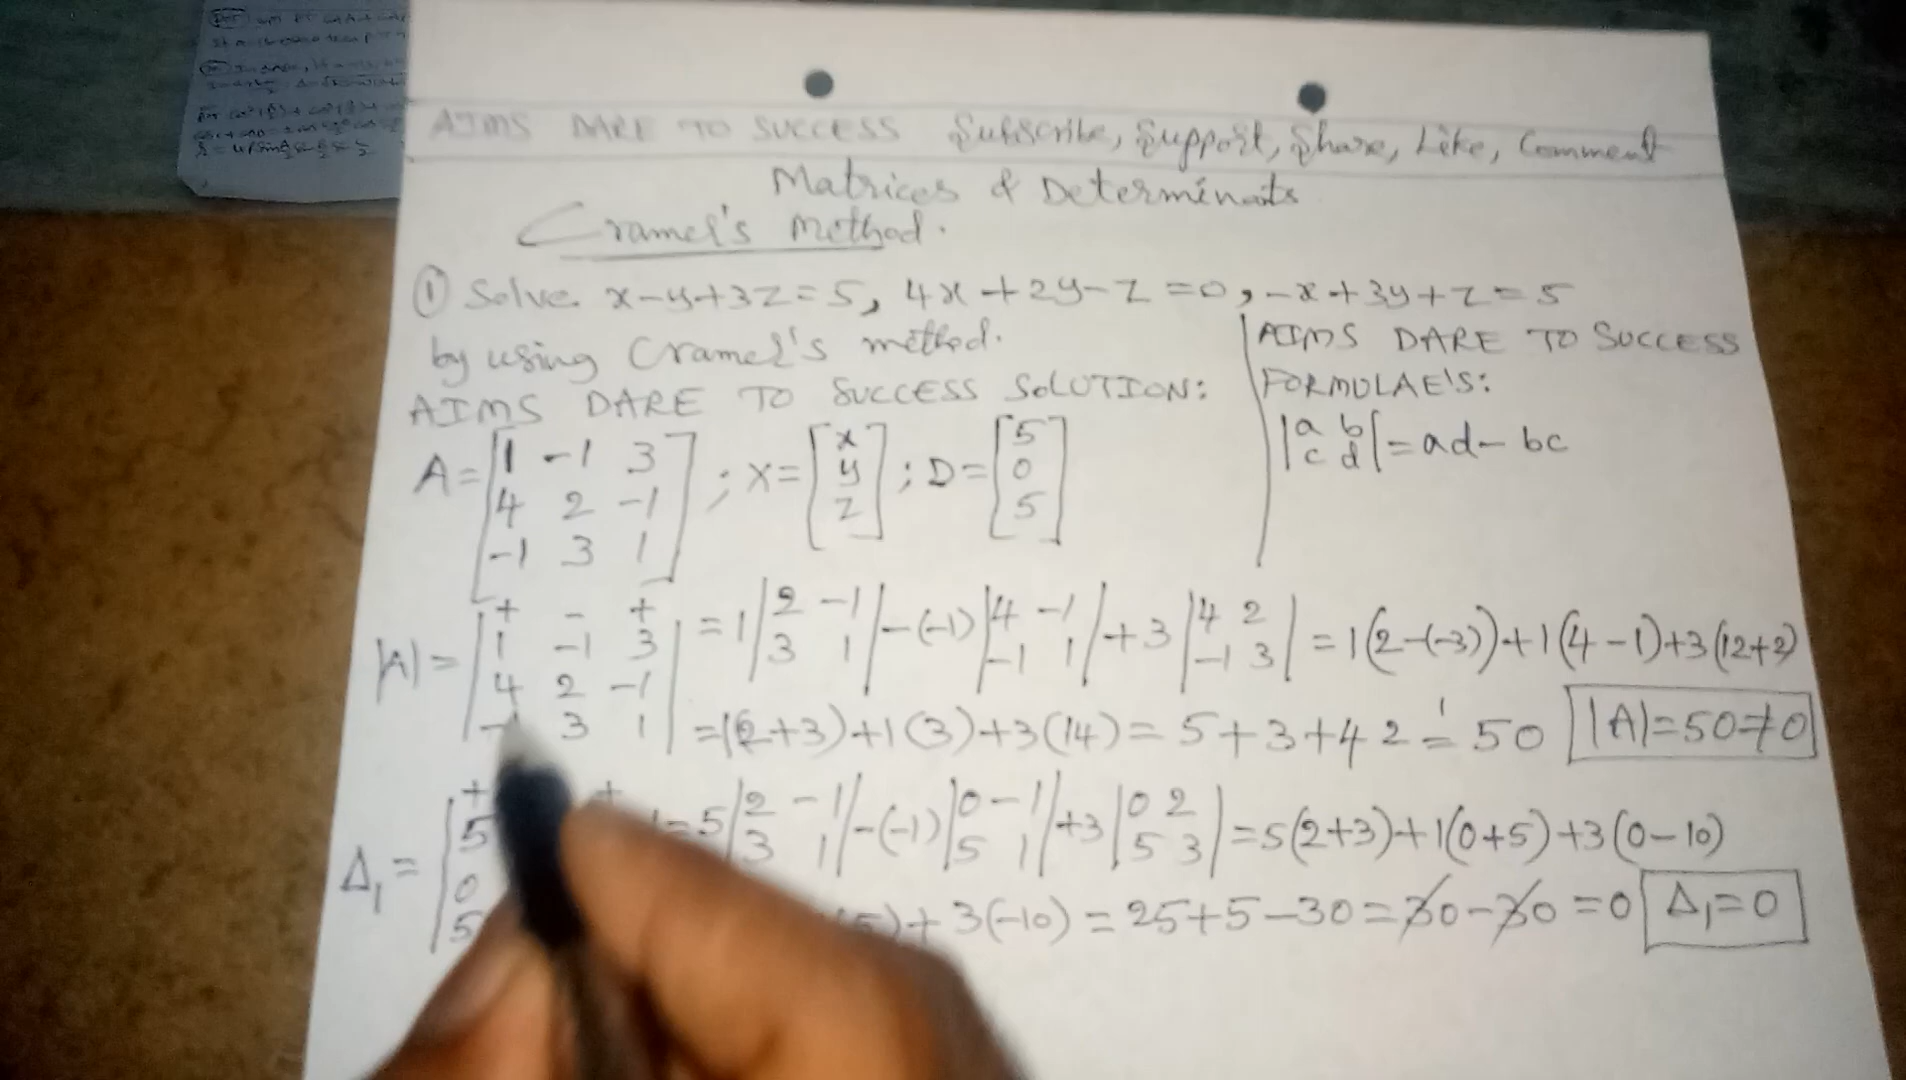 AIMS DARE TO SUCCESS Subscribe, Support, Share, Like, Comment
Matrices & Determinants
Cramer's method.
① Solve x-y+3z=5, 4x+2y-z=0, -x+3y+z=5
by using Cramer's method.
AIMS DARE TO SUCCESS SOLUTION:
AIMS DARE TO SUCCESS
FORMULAE'S:
|a b| = ad-bc
|c d|
A = [1 -1 3] ; X = [x] ; D = [5]
[4 2 -1] [y] [0]
[-1 3 1] [z] [5]
+ - +
|A| = |1 -1 3| = 1|2 -1| -(-1)|4 -1| +3|4 2| = 1(2-(-3))+1(4-1)+3(12+2)
|4 2 -1| |3 1| |-1 1| |-1 3|
|-1 3 1| = 1(2+3)+1(3)+3(14) = 5+3+42 = 50 |A|=50≠0
+ +
Δ₁ = |5 = 5|2 -1| -(-1)|0 -1| +3|0 2| = 5(2+3)+1(0+5)+3(0-10)
|0 |3 1| |5 1| |5 3|
|5 5)+3(-10) = 25+5-30 = 30-30 = 0 Δ₁=0